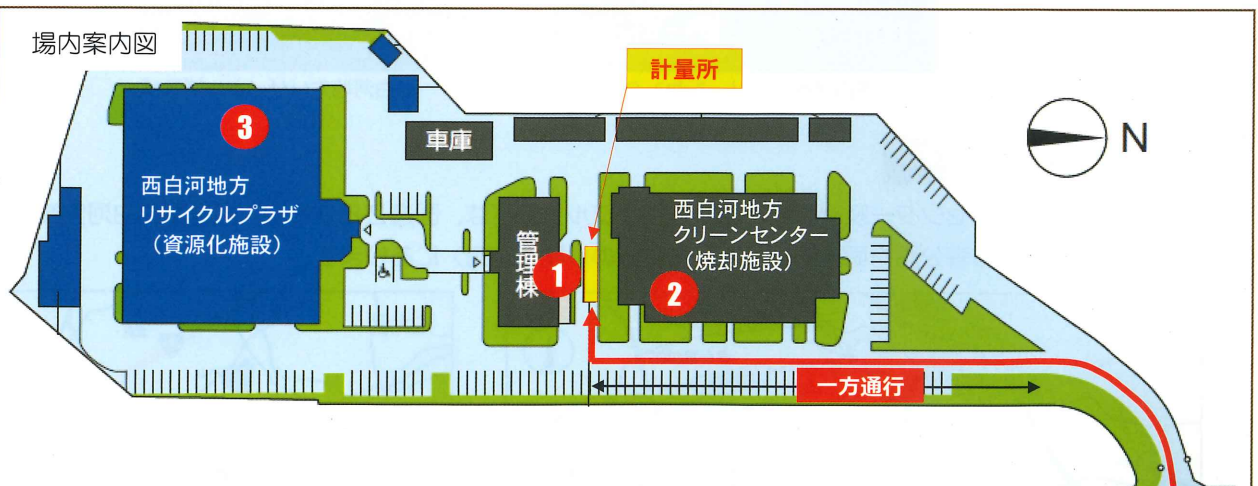 場内案内図
計量所
3
車庫
N
西白河地方
リサイクルプラザ
（資源化施設）
管理棟
1
西白河地方
クリーンセンター
（焼却施設）
2
一方通行